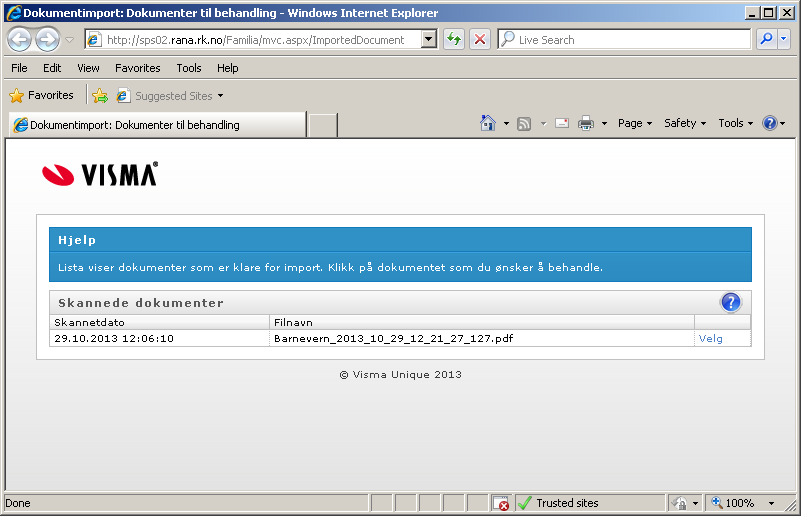 Dokumentimport: Dokumenter til behandling - Windows Internet Explorer
http://sps02.rana.rk.no/Familia/mvc.aspx/ImportedDocument Live Search
File Edit View Favorites Tools Help
Favorites Suggested Sites
Dokumentimport: Dokumenter til behandling Page Safety Tools
VISMA
Hjelp
Lista viser dokumenter som er klare for import. Klikk på dokumentet som du ønsker å behandle.
Skannede dokumenter
Skannetdato Filnavn
29.10.2013 12:06:10 Barnevern_2013_10_29_12_21_27_127.pdf Velg
© Visma Unique 2013
Done Trusted sites 100%